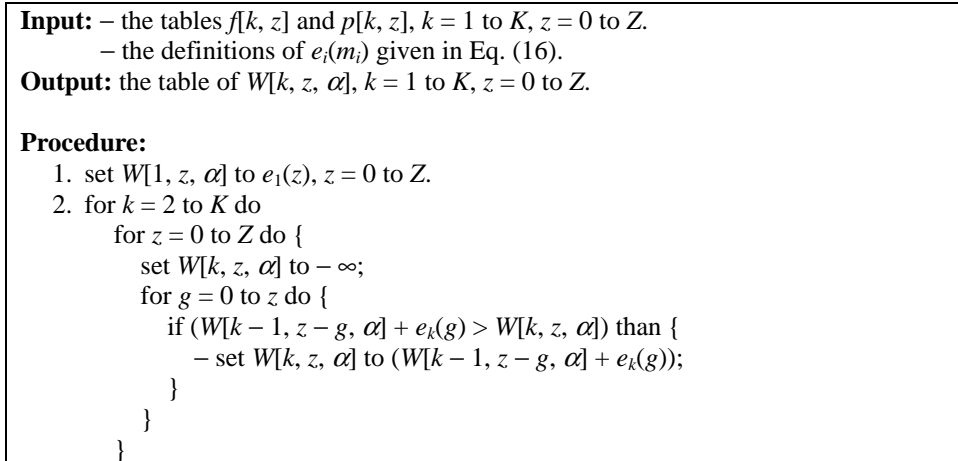 Input: – the tables f[k, z] and p[k, z], k = 1 to K, z = 0 to Z.
– the definitions of eᵢ(mᵢ) given in Eq. (16).
Output: the table of W[k, z, α], k = 1 to K, z = 0 to Z.
Procedure:
1. set W[1, z, α] to e₁(z), z = 0 to Z.
2. for k = 2 to K do
for z = 0 to Z do {
set W[k, z, α] to – ∞;
for g = 0 to z do {
if (W[k – 1, z – g, α] + eₖ(g) > W[k, z, α]) than {
– set W[k, z, α] to (W[k – 1, z – g, α] + eₖ(g));
}
}
}